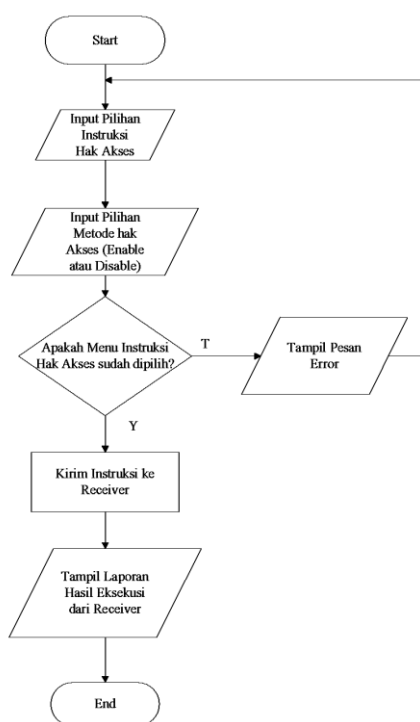 Start
Input Pilihan
Instruksi
Hak Akses
Input Pilihan
Metode hak
Akses (Enable
atau Disable)
Apakah Menu Instruksi
Hak Akses sudah dipilih?
T
Tampil Pesan
Error
Y
Kirim Instruksi ke
Receiver
Tampil Laporan
Hasil Eksekusi
dari Receiver
End